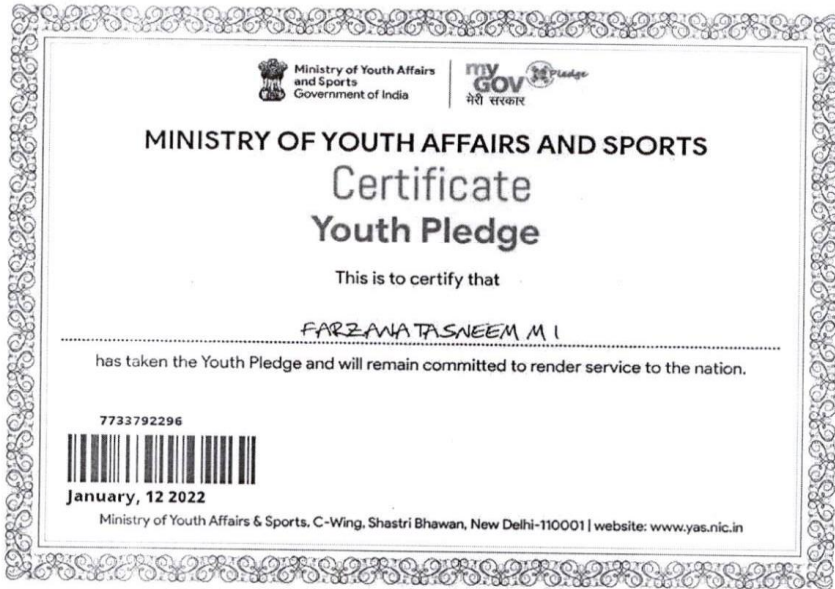 Ministry of Youth Affairs
and Sports
Government of India
my
GOV
मेरी सरकार
Pledge
MINISTRY OF YOUTH AFFAIRS AND SPORTS
Certificate
Youth Pledge
This is to certify that
FARZANA TASNEEM M I
has taken the Youth Pledge and will remain committed to render service to the nation.
7733792296
January, 12 2022
Ministry of Youth Affairs & Sports, C-Wing, Shastri Bhawan, New Delhi-110001 | website: www.yas.nic.in